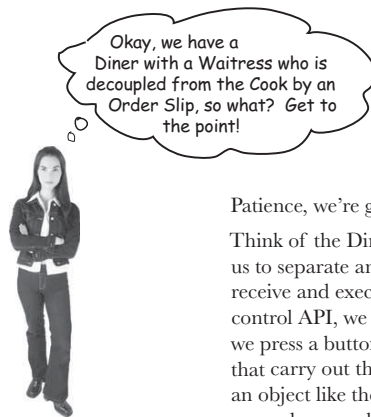 Okay, we have a
Diner with a Waitress who is
decoupled from the Cook by an
Order Slip, so what? Get to
the point!
Patience, we're g
Think of the Din
us to separate an
receive and exec
control API, we
we press a button
that carry out th
an object like the